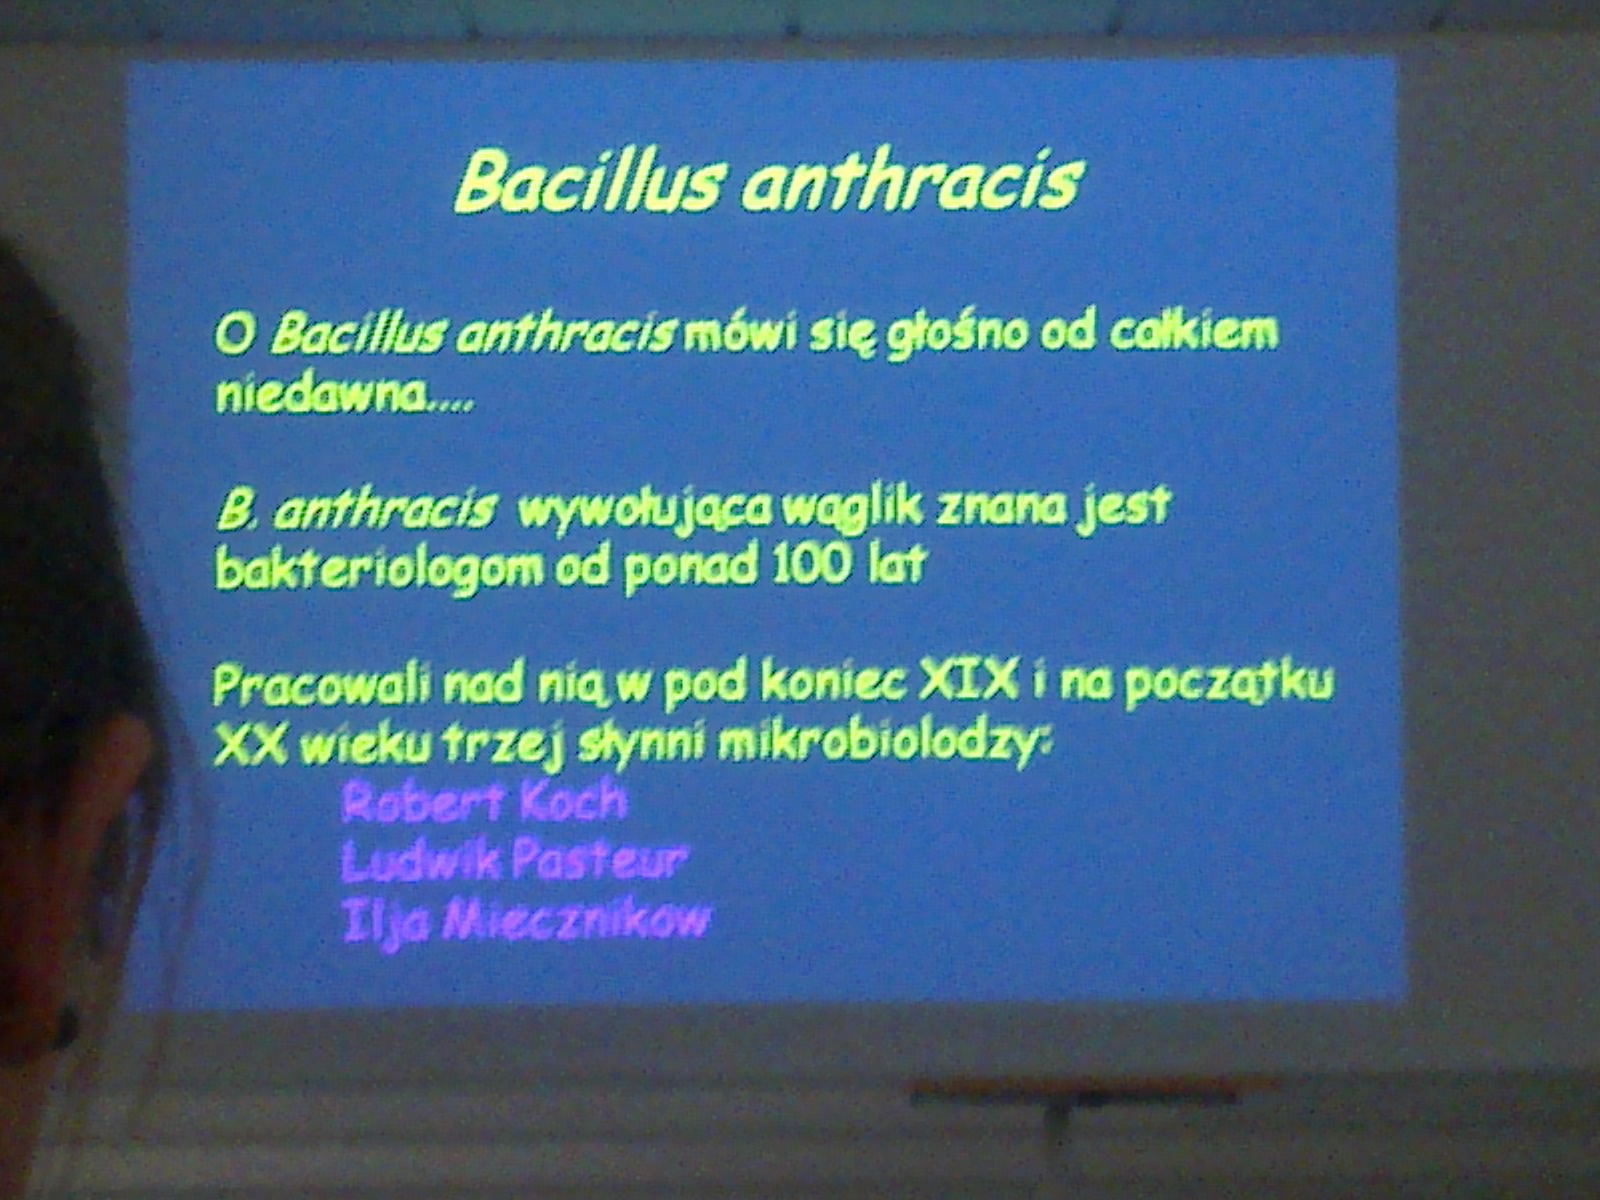 Bacillus anthracis
O Bacillus anthracis mówi się głośno od całkiem
niedawna....
B. anthracis wywołująca wąglik znana jest
bakteriologom od ponad 100 lat
Pracowali nad nią w pod koniec XIX i na początku
XX wieku trzej słynni mikrobiolodzy:
Robert Koch
Ludwik Pasteur
Ilja Miecznikow